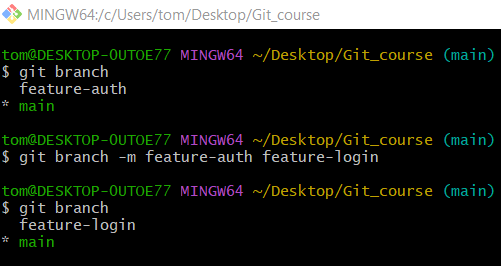 MINGW64:/c/Users/tom/Desktop/Git_course
tom@DESKTOP-OUTOE77 MINGW64 ~/Desktop/Git_course (main)
$ git branch
  feature-auth
* main
tom@DESKTOP-OUTOE77 MINGW64 ~/Desktop/Git_course (main)
$ git branch -m feature-auth feature-login
tom@DESKTOP-OUTOE77 MINGW64 ~/Desktop/Git_course (main)
$ git branch
  feature-login
* main